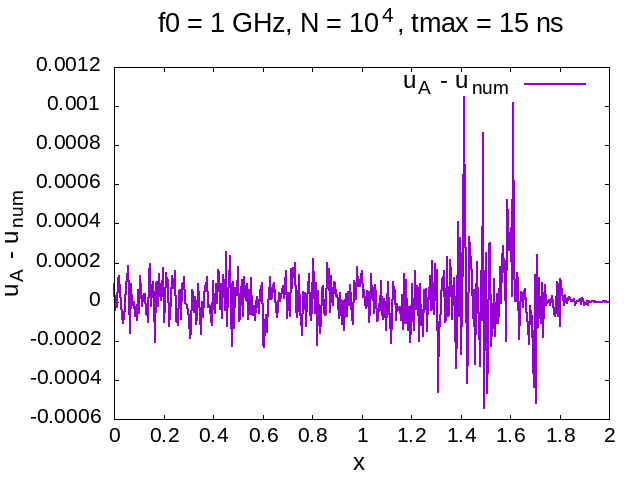 f0 = 1 GHz, N = 10⁴, tmax = 15 ns
u_A - u_num
0.0012
0.001
0.0008
0.0006
0.0004
0.0002
0
-0.0002
-0.0004
-0.0006
u_A - u_num
0 0.2 0.4 0.6 0.8 1 1.2 1.4 1.6 1.8 2
x